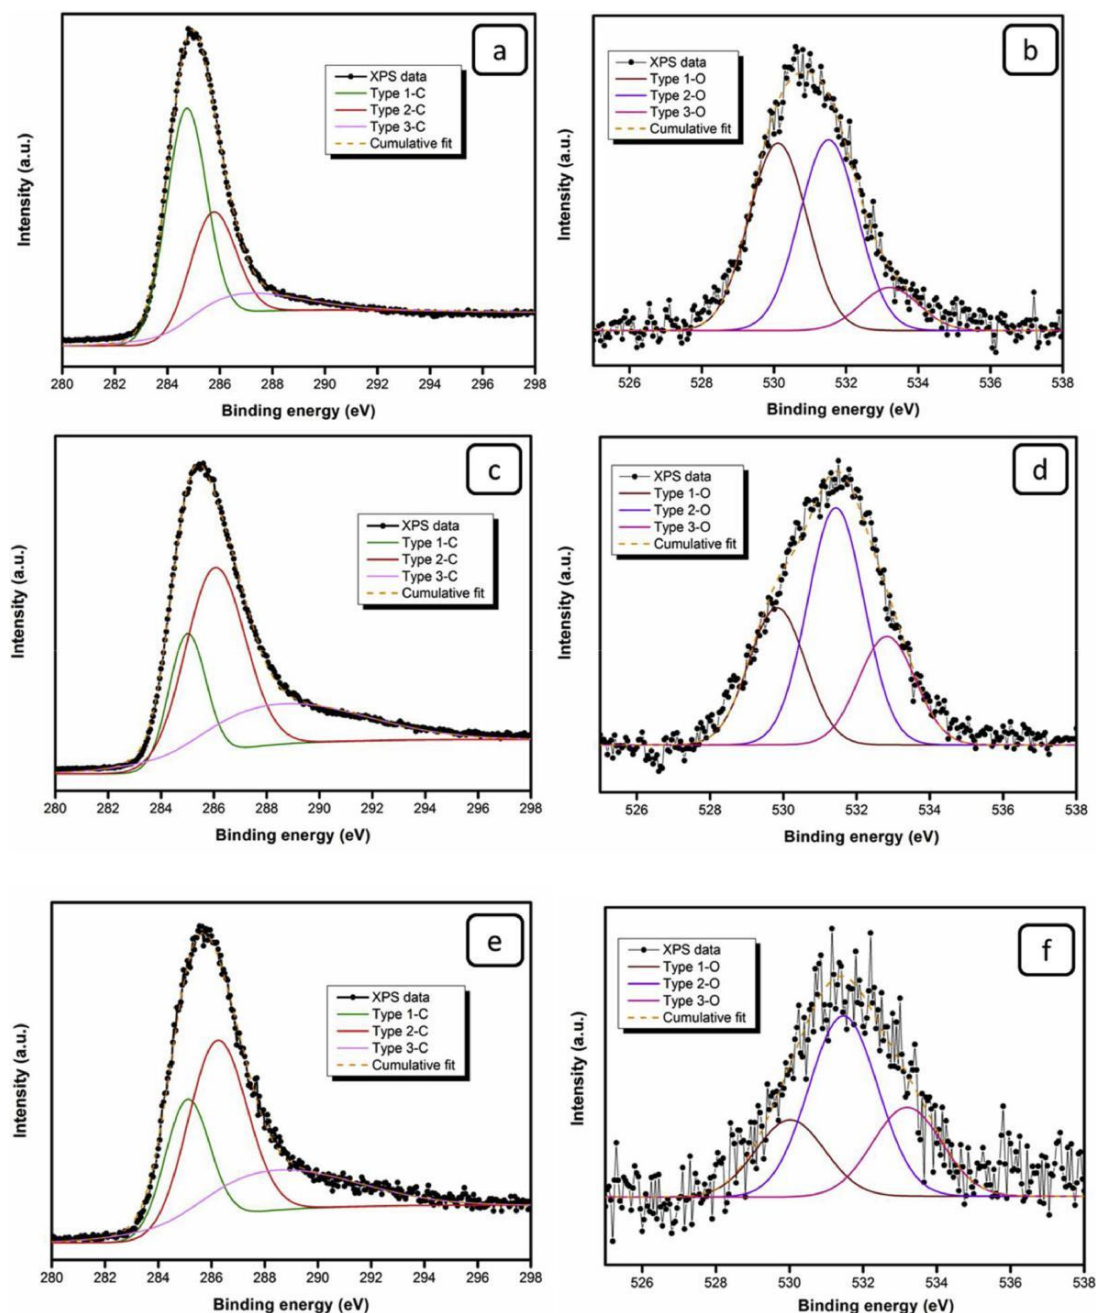 a
XPS data
Type 1-C
Type 2-C
Type 3-C
Cumulative fit
Intensity (a.u.)
280 282 284 286 288 290 292 294 296 298
Binding energy (eV)
b
XPS data
Type 1-O
Type 2-O
Type 3-O
Cumulative fit
Intensity (a.u.)
526 528 530 532 534 536 538
Binding energy (eV)
c
XPS data
Type 1-C
Type 2-C
Type 3-C
Cumulative fit
Intensity (a.u.)
280 282 284 286 288 290 292 294 296 298
Binding energy (eV)
d
XPS data
Type 1-O
Type 2-O
Type 3-O
Cumulative fit
Intensity (a.u.)
526 528 530 532 534 536 538
Binding energy (eV)
e
XPS data
Type 1-C
Type 2-C
Type 3-C
Cumulative fit
Intensity (a.u.)
280 282 284 286 288 290 292 294 296 298
Binding energy (eV)
f
XPS data
Type 1-O
Type 2-O
Type 3-O
Cumulative fit
Intensity (a.u.)
526 528 530 532 534 536 538
Binding energy (eV)